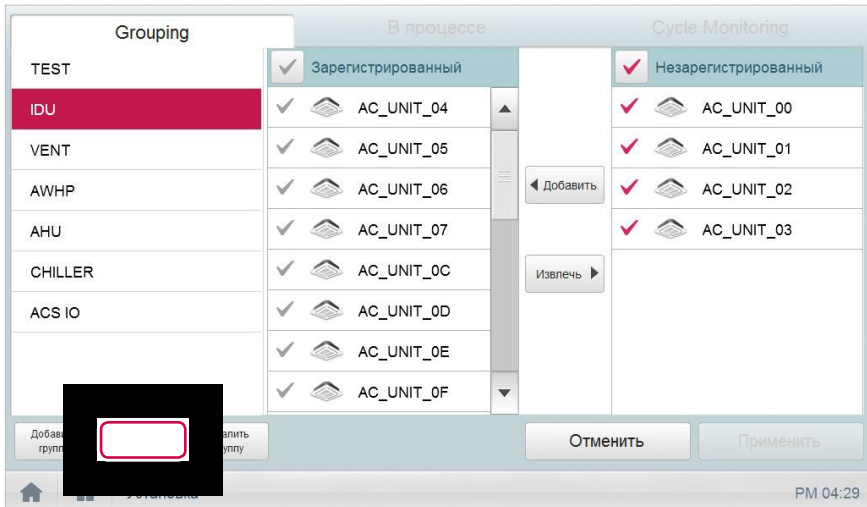 Grouping
В процессе
Cycle Monitoring
TEST
IDU
VENT
AWHP
AHU
CHILLER
ACS IO
Зарегистрированный
AC_UNIT_04
AC_UNIT_05
AC_UNIT_06
AC_UNIT_07
AC_UNIT_0C
AC_UNIT_0D
AC_UNIT_0E
AC_UNIT_0F
Добавить
Извлечь
Незарегистрированный
AC_UNIT_00
AC_UNIT_01
AC_UNIT_02
AC_UNIT_03
Отменить
Применить
PM 04:29